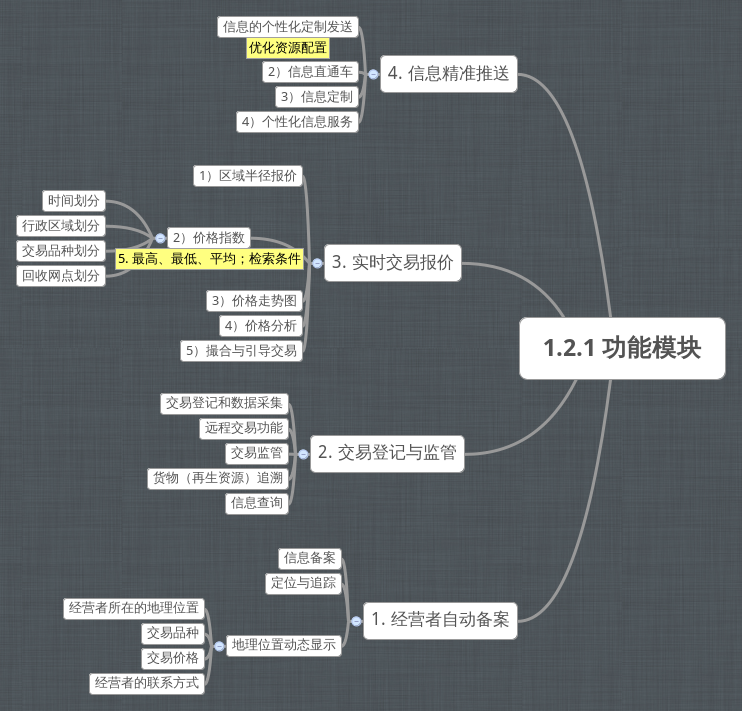 信息的个性化定制发送
优化资源配置
2）信息直通车
3）信息定制
4）个性化信息服务
4. 信息精准推送
1）区域半径报价
时间划分
行政区域划分
交易品种划分
回收网点划分
2）价格指数
5. 最高、最低、平均；检索条件
3）价格走势图
4）价格分析
5）撮合与引导交易
3. 实时交易报价
1.2.1 功能模块
交易登记和数据采集
远程交易功能
交易监管
货物（再生资源）追溯
信息查询
2. 交易登记与监管
信息备案
定位与追踪
经营者所在的地理位置
交易品种
交易价格
经营者的联系方式
地理位置动态显示
1. 经营者自动备案